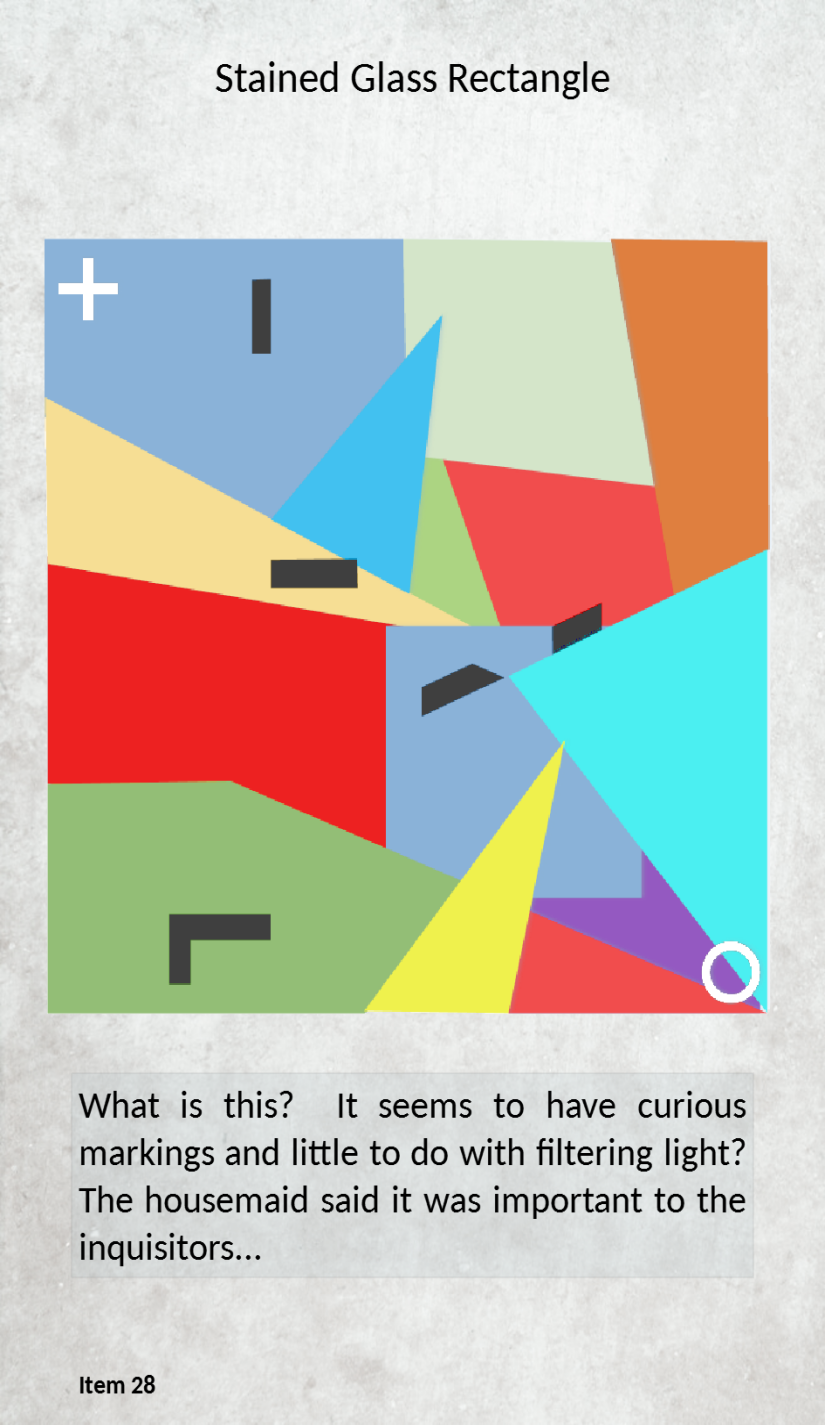 Stained Glass Rectangle
What is this? It seems to have curious
markings and little to do with filtering light?
The housemaid said it was important to the
inquisitors...
Item 28